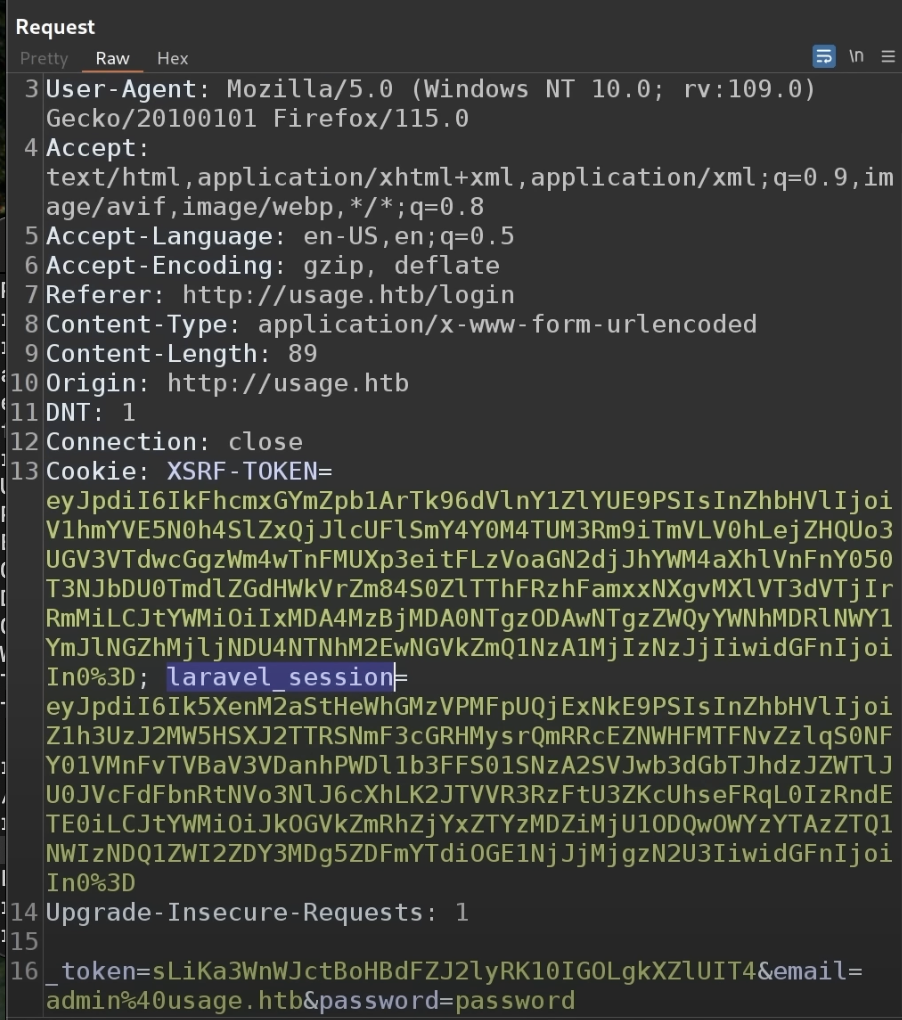 Request
Pretty Raw Hex
\n
3 User-Agent: Mozilla/5.0 (Windows NT 10.0; rv:109.0)
Gecko/20100101 Firefox/115.0
4 Accept:
text/html,application/xhtml+xml,application/xml;q=0.9,im
age/avif,image/webp,*/*;q=0.8
5 Accept-Language: en-US,en;q=0.5
6 Accept-Encoding: gzip, deflate
7 Referer: http://usage.htb/login
8 Content-Type: application/x-www-form-urlencoded
9 Content-Length: 89
10 Origin: http://usage.htb
11 DNT: 1
12 Connection: close
13 Cookie: XSRF-TOKEN=
eyJpdiI6IkFhcmxGYmZpb1ArTk96dVlnY1ZlYUE9PSIsInZhbHVlIjoi
V1hmYVE5N0h4SlZxQjJlcUFlSmY4Y0M4TUM3Rm9iTmVLV0hLejZHQUo3
UGV3VTdwcGgzWm4wTnFMUXp3eitFLzVoaGN2djJhYWM4aXhlVnFnY050
T3NJbDU0TmdlZGdHWkVrZm84S0ZlTThFRzhFamxxNXgvMXlVT3dVTjIr
RmMiLCJtYWMiOiIxMDA4MzBjMDA0NTgzODAwNTgzZWQyYWNhMDRlNWY1
YmJlNGZhMjljNDU4NTNhM2EwNGVkZmQ1NzA1MjIzNzJjIiwidGFnIjoi
In0%3D; laravel_session=
eyJpdiI6Ik5XenM2aStHeWhGMzVPMFpUQjExNkE9PSIsInZhbHVlIjoi
Z1h3UzJ2MW5HSXJ2TTRSNmF3cGRHMysrQmRRcEZNWHFMTFNvZzlqS0NF
Y01VMnFvTVBaV3VDanhPWDl1b3FFS01SNzA2SVJwb3dGbTJhdzJZWTlJ
U0JVcFdFbnRtNVo3NlJ6cXhLK2JTVVR3RzFtU3ZKcUhseFRqL0IzRndE
TE0iLCJtYWMiOiJkOGVkZmRhZjYxZTYzMDZiMjU1ODQwOWYzYTAzZTQ1
NWIzNDQ1ZWI2ZDY3MDg5ZDFmYTdiOGE1NjJjMjgzN2U3IiwidGFnIjoi
In0%3D
14 Upgrade-Insecure-Requests: 1
15
16 _token=sLiKa3WnWJctBoHBdFZJ2lyRK10IGOLgkXZlUIT4&email=
admin%40usage.htb&password=password